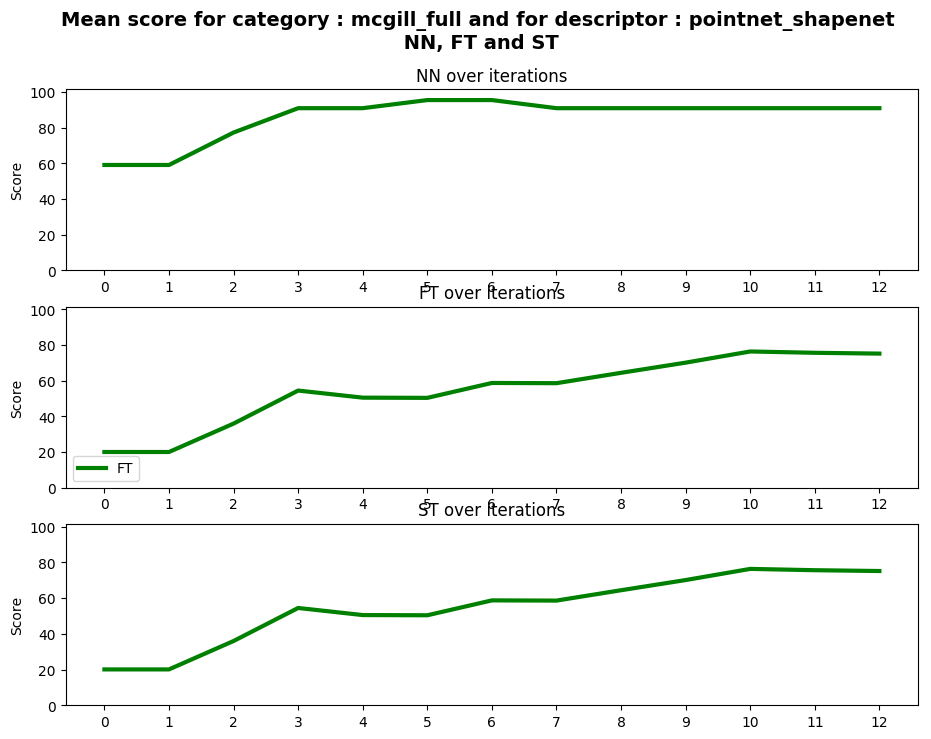 Mean score for category : mcgill_full and for descriptor : pointnet_shapenet
NN, FT and ST
NN over iterations
100
80
60
40
20
0
Score
0 1 2 3 4 5 6 7 8 9 10 11 12
FT over iterations
100
80
60
40
20
0
Score
FT
0 1 2 3 4 5 6 7 8 9 10 11 12
ST over iterations
100
80
60
40
20
0
Score
0 1 2 3 4 5 6 7 8 9 10 11 12